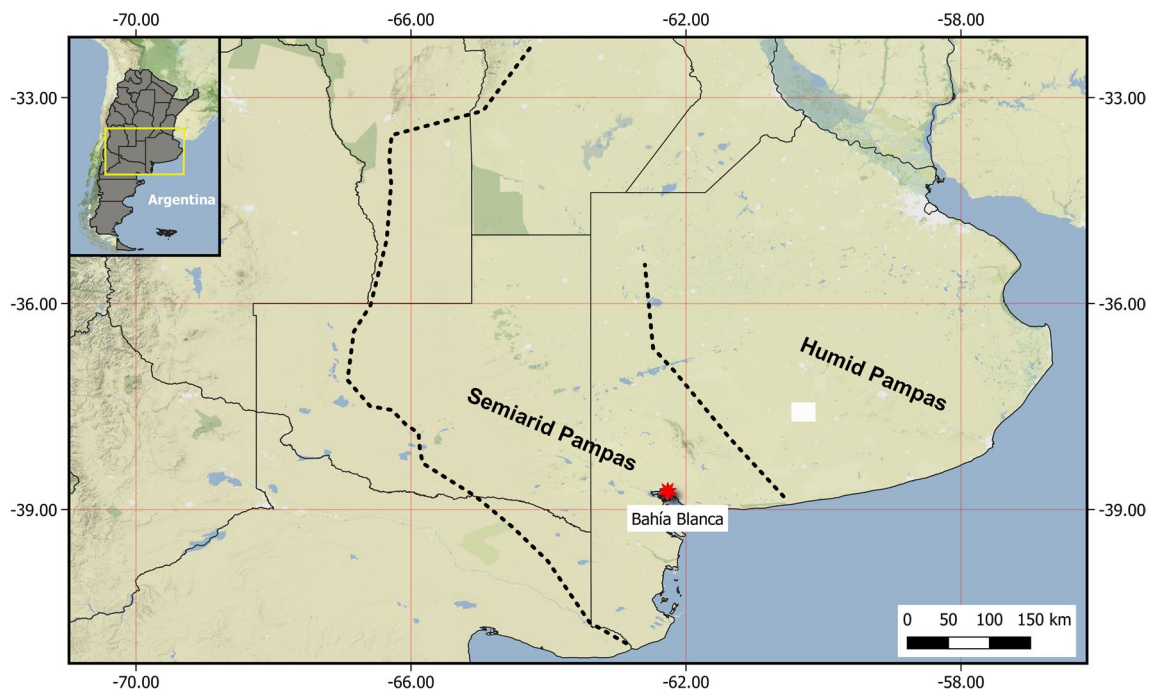 -70.00 -66.00 -62.00 -58.00
-33.00 -33.00
Argentina
-36.00 -36.00
Humid Pampas
Semiarid Pampas
-39.00 -39.00
Bahía Blanca
0 50 100 150 km
-70.00 -66.00 -62.00 -58.00